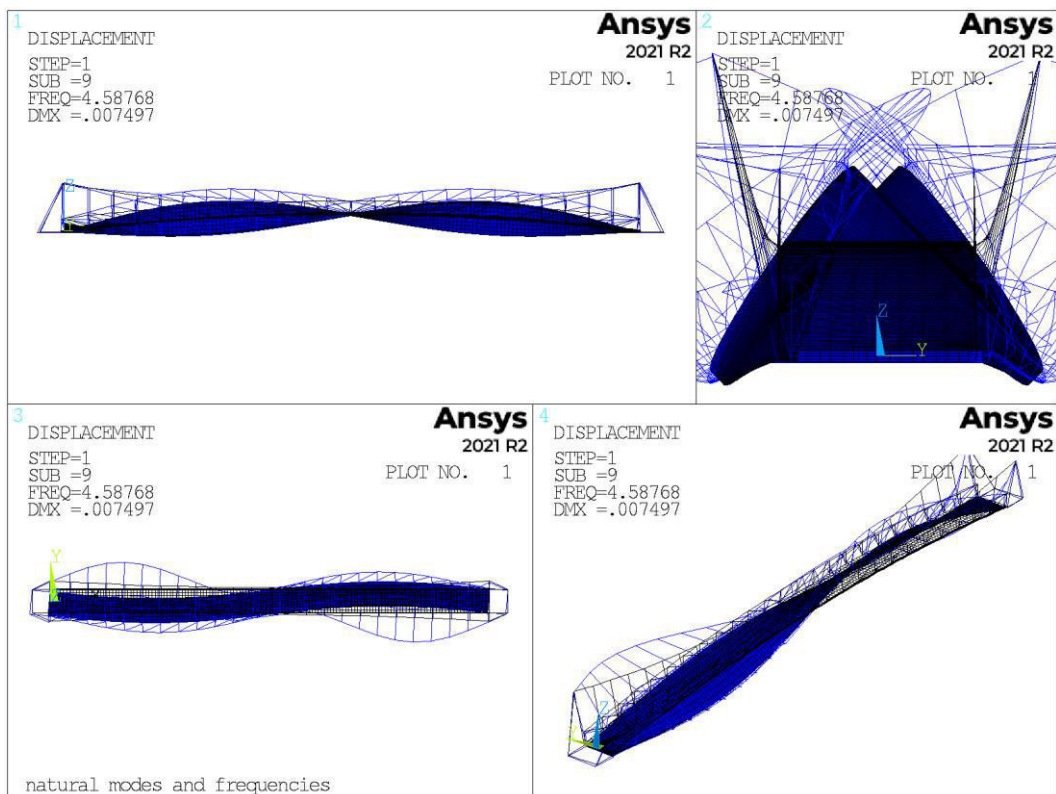 1
Ansys
2021 R2
DISPLACEMENT
STEP=1
SUB =9
FREQ=4.58768
DMX =.007497
PLOT NO. 1
Z
2
Ansys
2021 R2
DISPLACEMENT
STEP=1
SUB =9
FREQ=4.58768
DMX =.007497
PLOT NO. 1
Z
Y
3
Ansys
2021 R2
DISPLACEMENT
STEP=1
SUB =9
FREQ=4.58768
DMX =.007497
PLOT NO. 1
Y
natural modes and frequencies
4
Ansys
2021 R2
DISPLACEMENT
STEP=1
SUB =9
FREQ=4.58768
DMX =.007497
PLOT NO. 1
Z